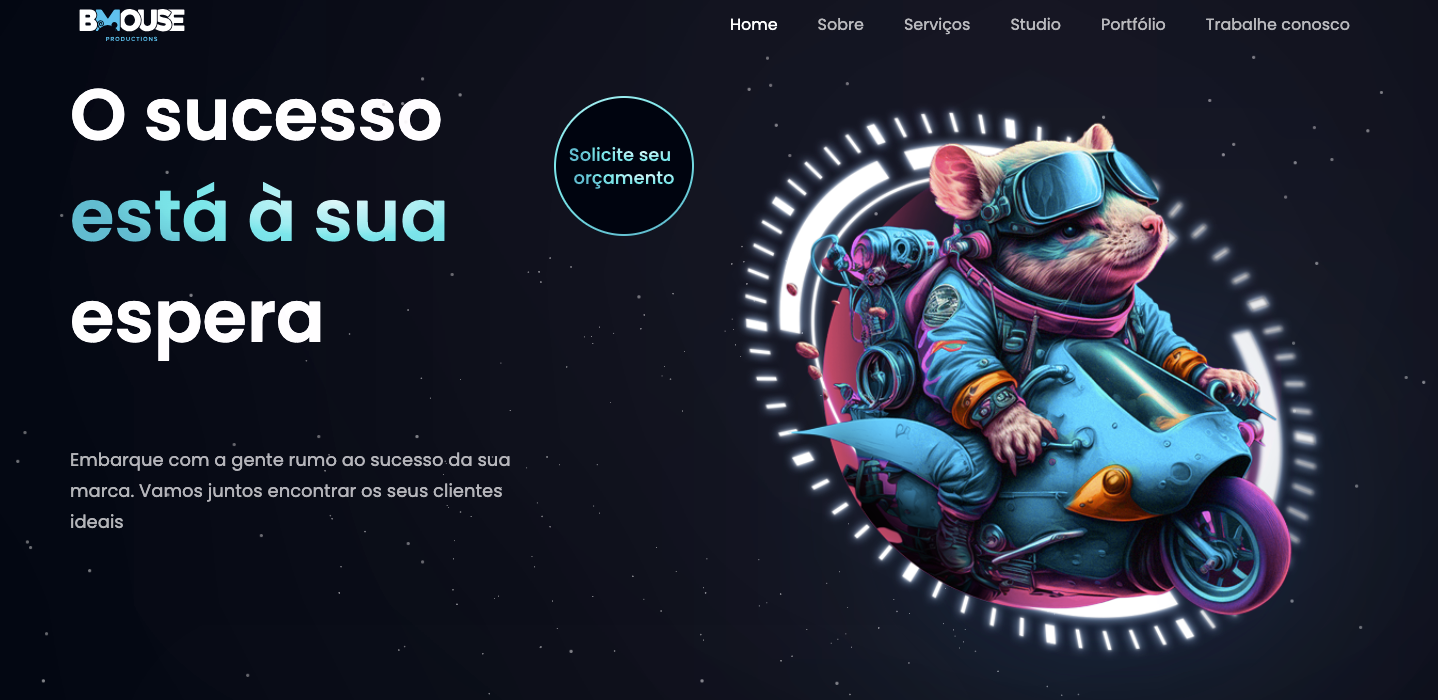 BMOUSE
PRODUCTIONS
Home Sobre Serviços Studio Portfólio Trabalhe conosco
O sucesso
está à sua
espera
Solicite seu
orçamento
Embarque com a gente rumo ao sucesso da sua
marca. Vamos juntos encontrar os seus clientes
ideais